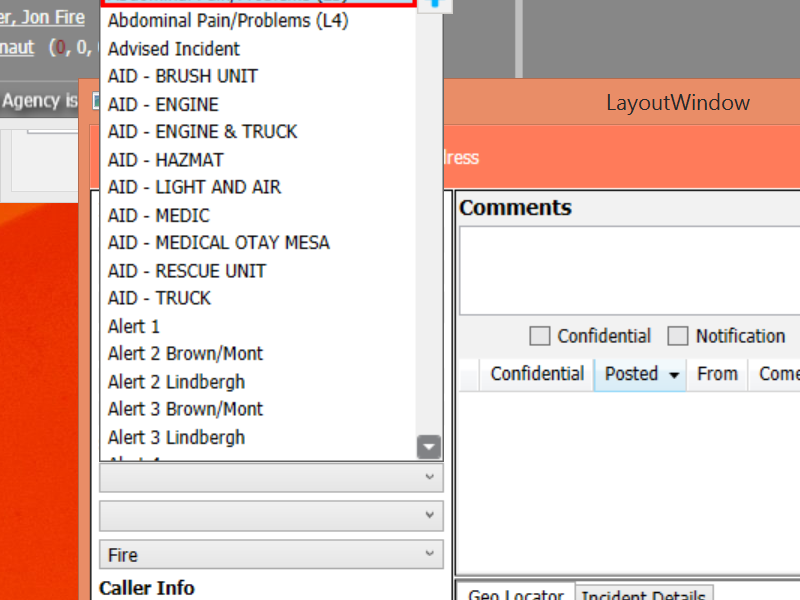 er, Jon Fire
naut (0, 0,
Agency is
Abdominal Pain/Problems (L4)
Advised Incident
AID - BRUSH UNIT
AID - ENGINE
AID - ENGINE & TRUCK
AID - HAZMAT
AID - LIGHT AND AIR
AID - MEDIC
AID - MEDICAL OTAY MESA
AID - RESCUE UNIT
AID - TRUCK
Alert 1
Alert 2 Brown/Mont
Alert 2 Lindbergh
Alert 3 Brown/Mont
Alert 3 Lindbergh
Fire
Caller Info
LayoutWindow
dress
Comments
Confidential Notification
Confidential Posted From Come
Geo Locator Incident Details